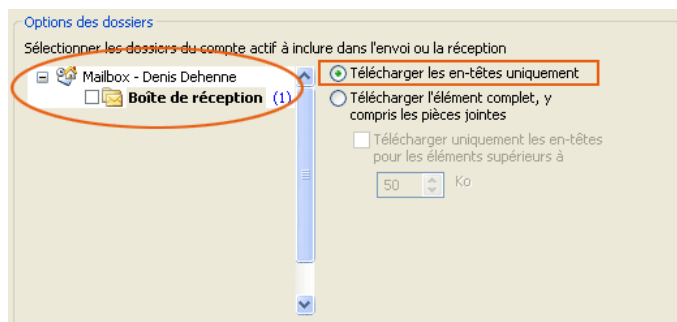 Options des dossiers
Sélectionner les dossiers du compte actif à inclure dans l'envoi ou la réception
Mailbox - Denis Dehenne
Boîte de réception (1)
Télécharger les en-têtes uniquement
Télécharger l'élément complet, y
compris les pièces jointes
Télécharger uniquement les en-têtes
pour les éléments supérieurs à
50 Ko